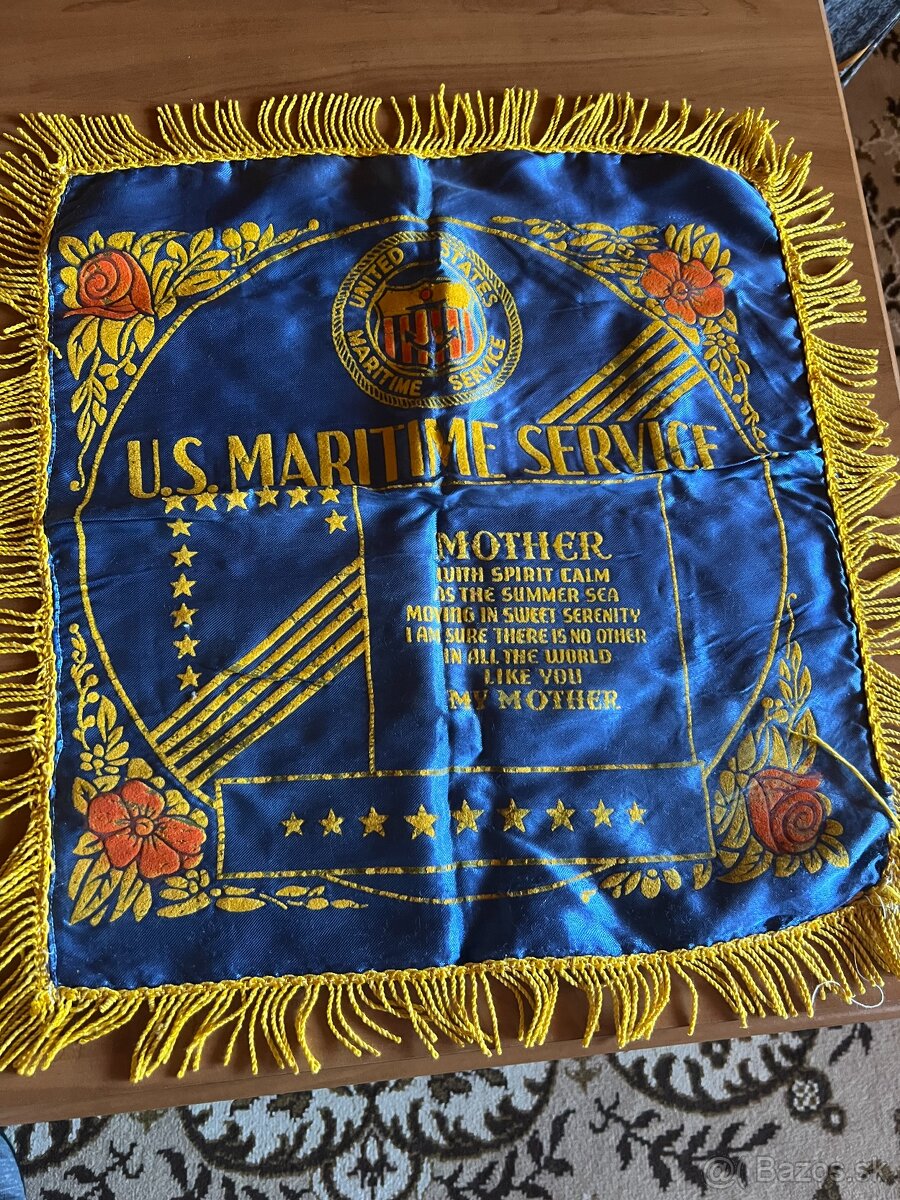 UNITED STATES
MARITIME SERVICE
U.S. MARITIME SERVICE
MOTHER
WITH SPIRIT CALM
AS THE SUMMER SEA
MOVING IN SWEET SERENITY
I AM SURE THERE IS NO OTHER
IN ALL THE WORLD
LIKE YOU
MY MOTHER
Bazos.sk